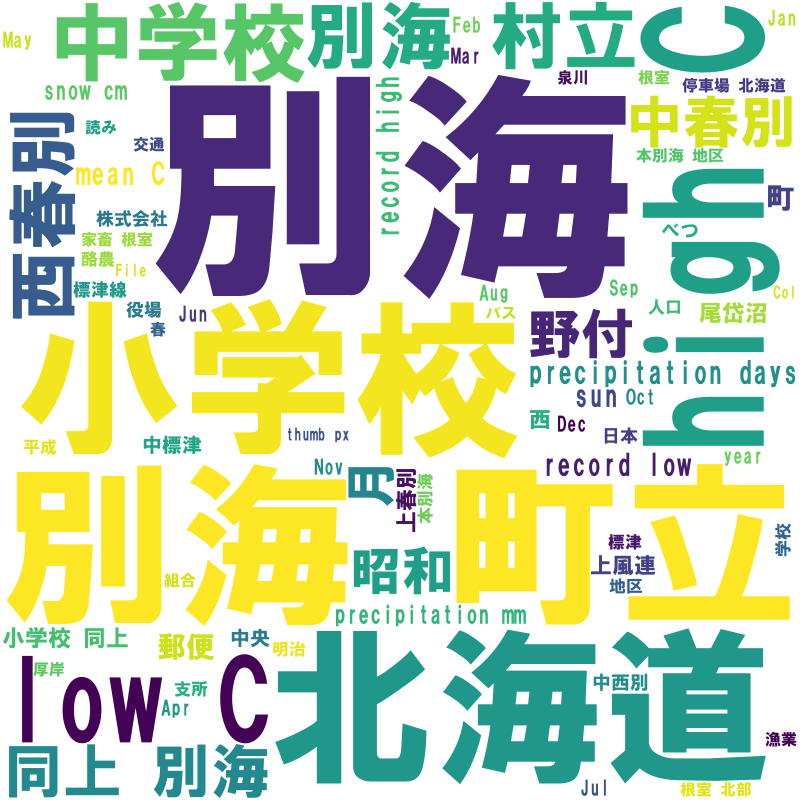 May
中学校
別海
Feb
Mar
村立
C
Jan
snow cm
読み
交通
record high
泉川
根室
停車場 北海道
中春別
本別海 地区
西春別
mean C
別海
high
町
株式会社
家畜 根室
酪農
File
べつ
標津線
役場
春
Jun
Aug
バス
Sep
人口
尾岱沼
Col
小学校
野付
precipitation days
sun
Oct
西
Dec
日本
平成
中標津
thumb px
record low
year
Nov
月
上春別
本別海
別海 町立
標津
学校
上風連
地区
組合
昭和
precipitation mm
小学校 同上
郵便
中央
明治
厚岸
low C
支所
Apr
北海道
中西別
漁業
同上 別海
Jul
根室 北部